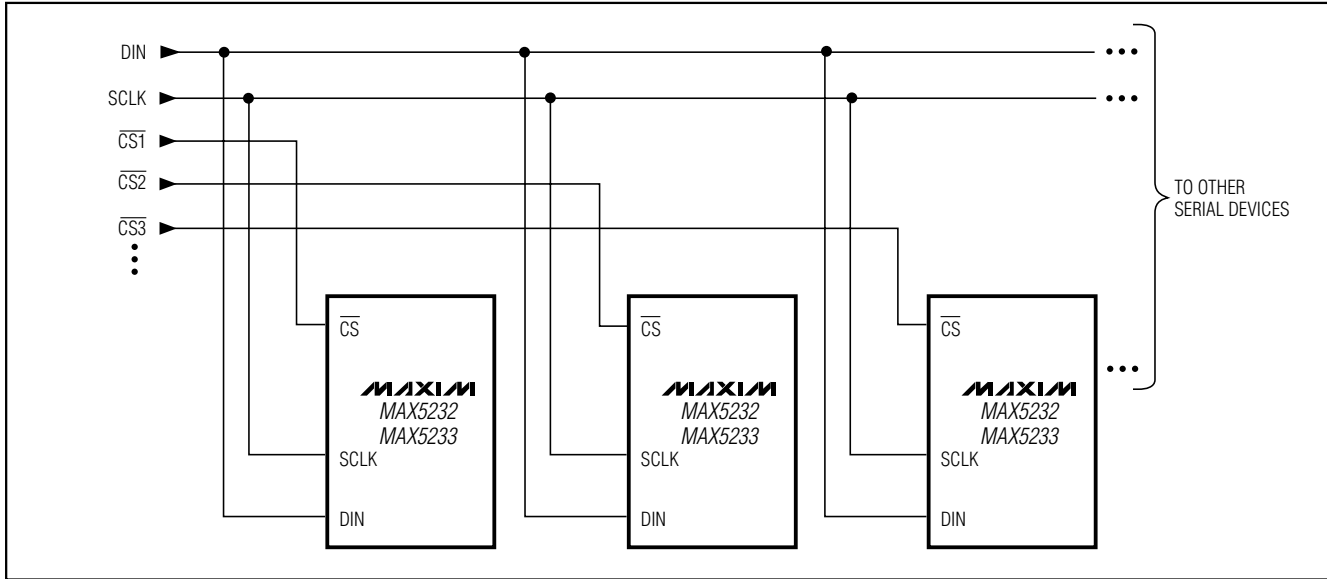 DIN
SCLK
CS1
CS2
CS3
TO OTHER
SERIAL DEVICES
CS
MAXIM
MAX5232
MAX5233
SCLK
DIN
CS
MAXIM
MAX5232
MAX5233
SCLK
DIN
CS
MAXIM
MAX5232
MAX5233
SCLK
DIN